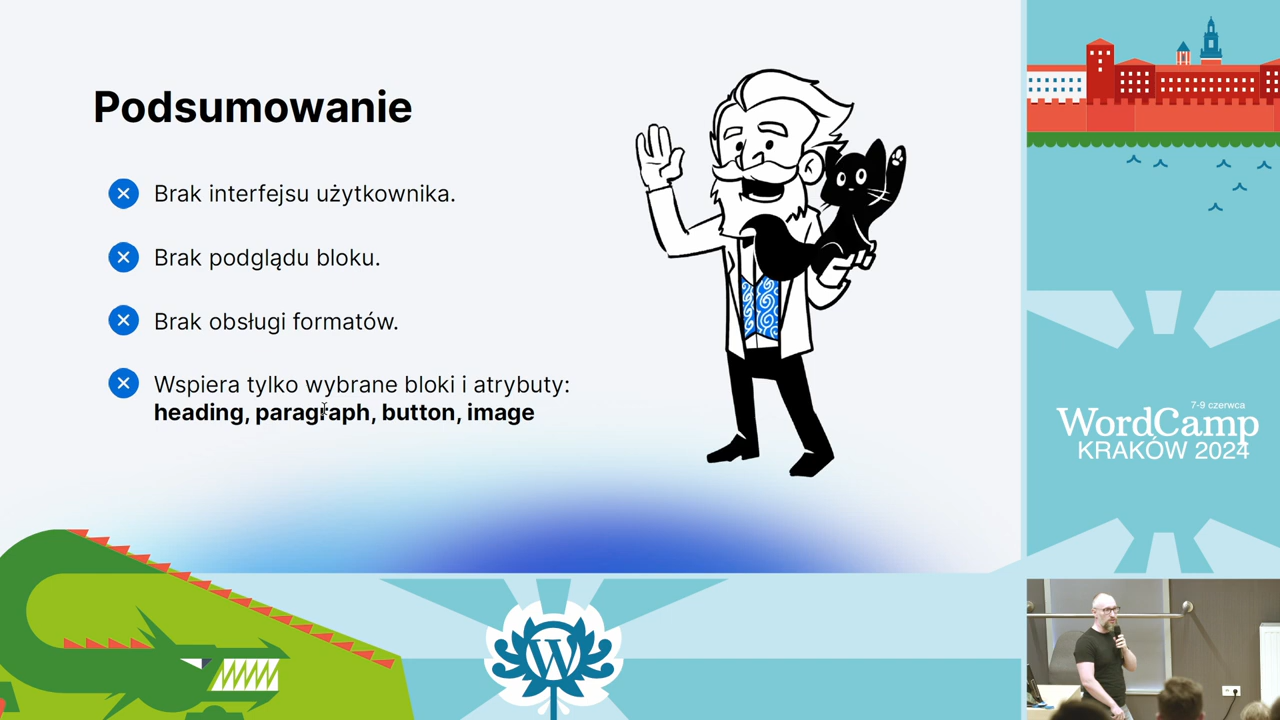 Podsumowanie
Brak interfejsu użytkownika.
Brak podglądu bloku.
Brak obsługi formatów.
Wspiera tylko wybrane bloki i atrybuty:
heading, paragraph, button, image
7-9 czerwca
WordCamp
KRAKÓW 2024
W